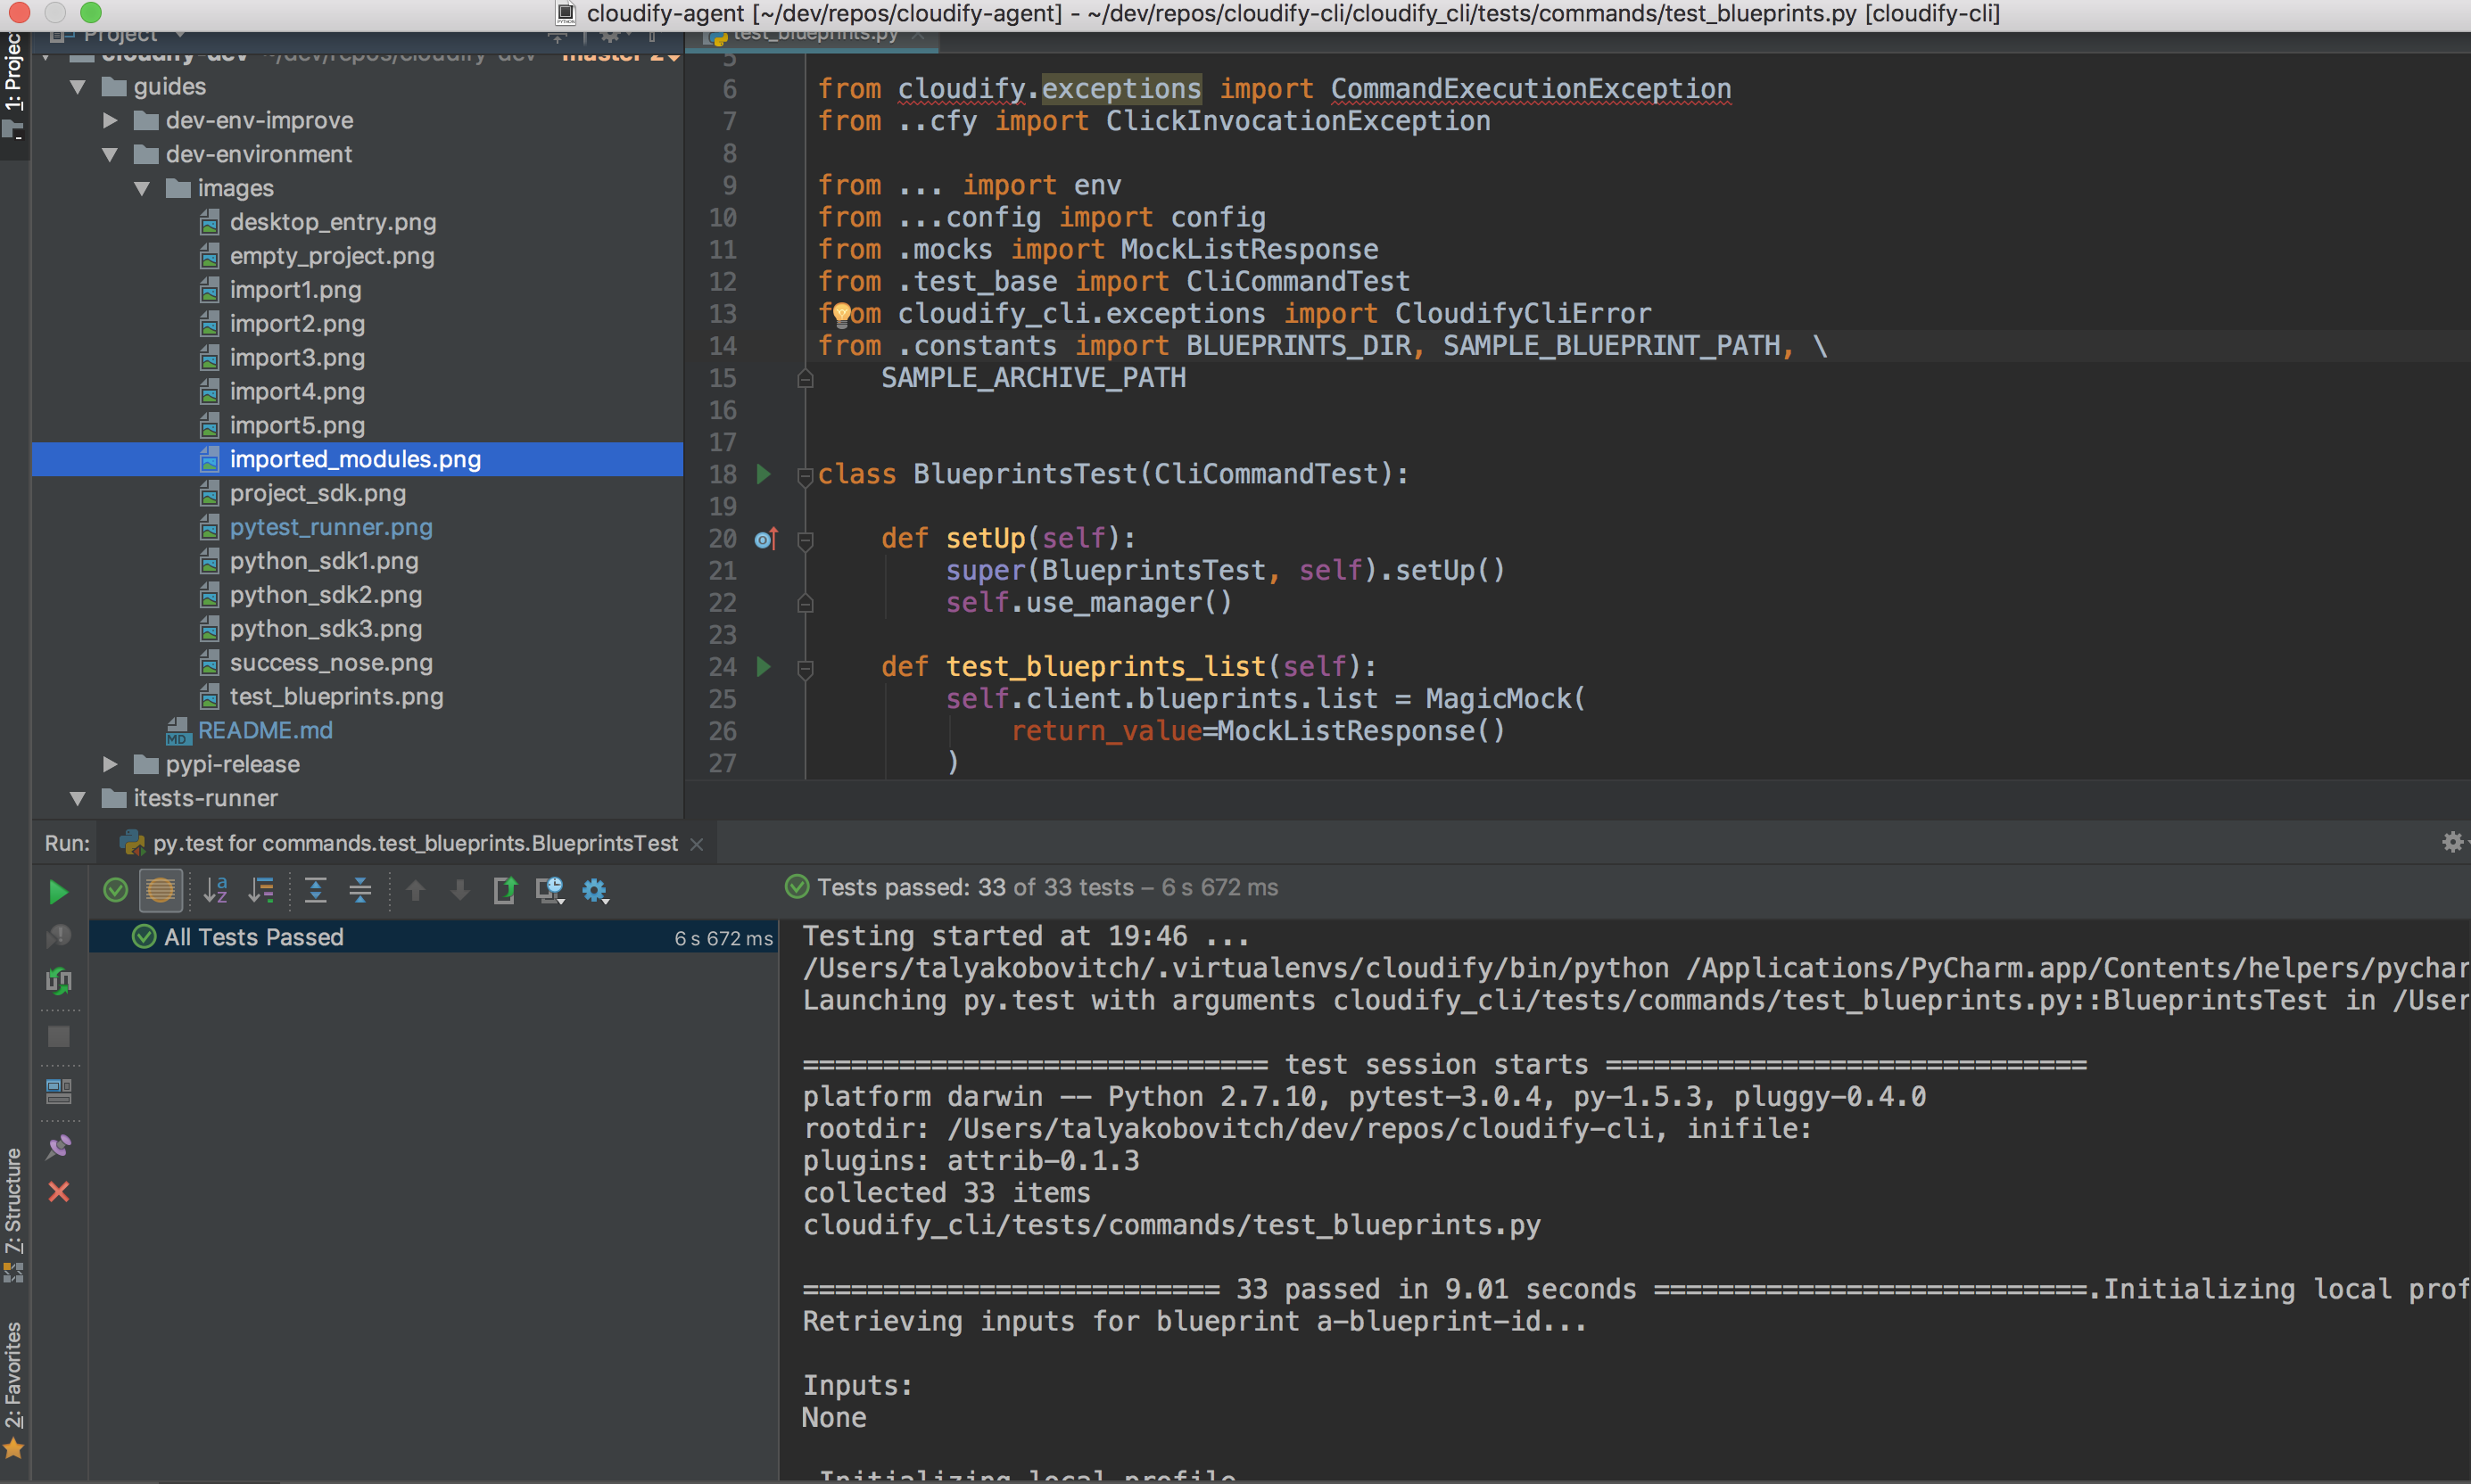 cloudify-agent [~/dev/repos/cloudify-agent] - ~/dev/repos/cloudify-cli/cloudify_cli/tests/commands/test_blueprints.py [cloudify-cli]
1: Project
Project
cloudify-dev ~/dev/repos/cloudify-dev master 2
guides
dev-env-improve
dev-environment
images
desktop_entry.png
empty_project.png
import1.png
import2.png
import3.png
import4.png
import5.png
imported_modules.png
project_sdk.png
pytest_runner.png
python_sdk1.png
python_sdk2.png
python_sdk3.png
success_nose.png
test_blueprints.png
README.md
pypi-release
itests-runner
test_blueprints.py
5
6 from cloudify.exceptions import CommandExecutionException
7 from ..cfy import ClickInvocationException
8
9 from ... import env
10 from ...config import config
11 from .mocks import MockListResponse
12 from .test_base import CliCommandTest
13 from cloudify_cli.exceptions import CloudifyCliError
14 from .constants import BLUEPRINTS_DIR, SAMPLE_BLUEPRINT_PATH, \
15 SAMPLE_ARCHIVE_PATH
16
17
18 class BlueprintsTest(CliCommandTest):
19
20 def setUp(self):
21 super(BlueprintsTest, self).setUp()
22 self.use_manager()
23
24 def test_blueprints_list(self):
25 self.client.blueprints.list = MagicMock(
26 return_value=MockListResponse()
27 )
Run: py.test for commands.test_blueprints.BlueprintsTest
Tests passed: 33 of 33 tests – 6 s 672 ms
All Tests Passed 6 s 672 ms
Testing started at 19:46 ...
/Users/talyakobovitch/.virtualenvs/cloudify/bin/python /Applications/PyCharm.app/Contents/helpers/pychar
Launching py.test with arguments cloudify_cli/tests/commands/test_blueprints.py::BlueprintsTest in /User
============================= test session starts ==============================
platform darwin -- Python 2.7.10, pytest-3.0.4, py-1.5.3, pluggy-0.4.0
rootdir: /Users/talyakobovitch/dev/repos/cloudify-cli, inifile:
plugins: attrib-0.1.3
collected 33 items
cloudify_cli/tests/commands/test_blueprints.py
========================== 33 passed in 9.01 seconds ===========================.Initializing local prof
Retrieving inputs for blueprint a-blueprint-id...
Inputs:
None
Initializing local profile
7: Structure
2: Favorites